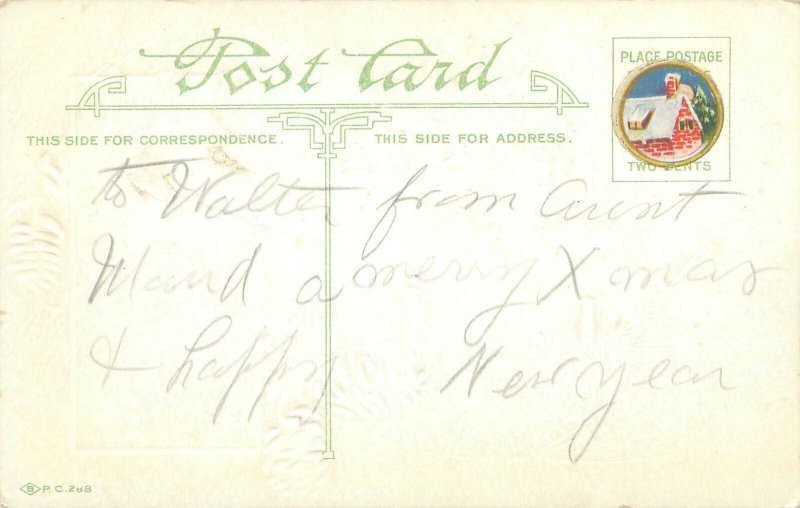 Post Card
THIS SIDE FOR CORRESPONDENCE.
THIS SIDE FOR ADDRESS.
PLACE POSTAGE
TWO CENTS
to Walter from Aunt
Maud a merry Xmas
& happy New year
B P.C. 268